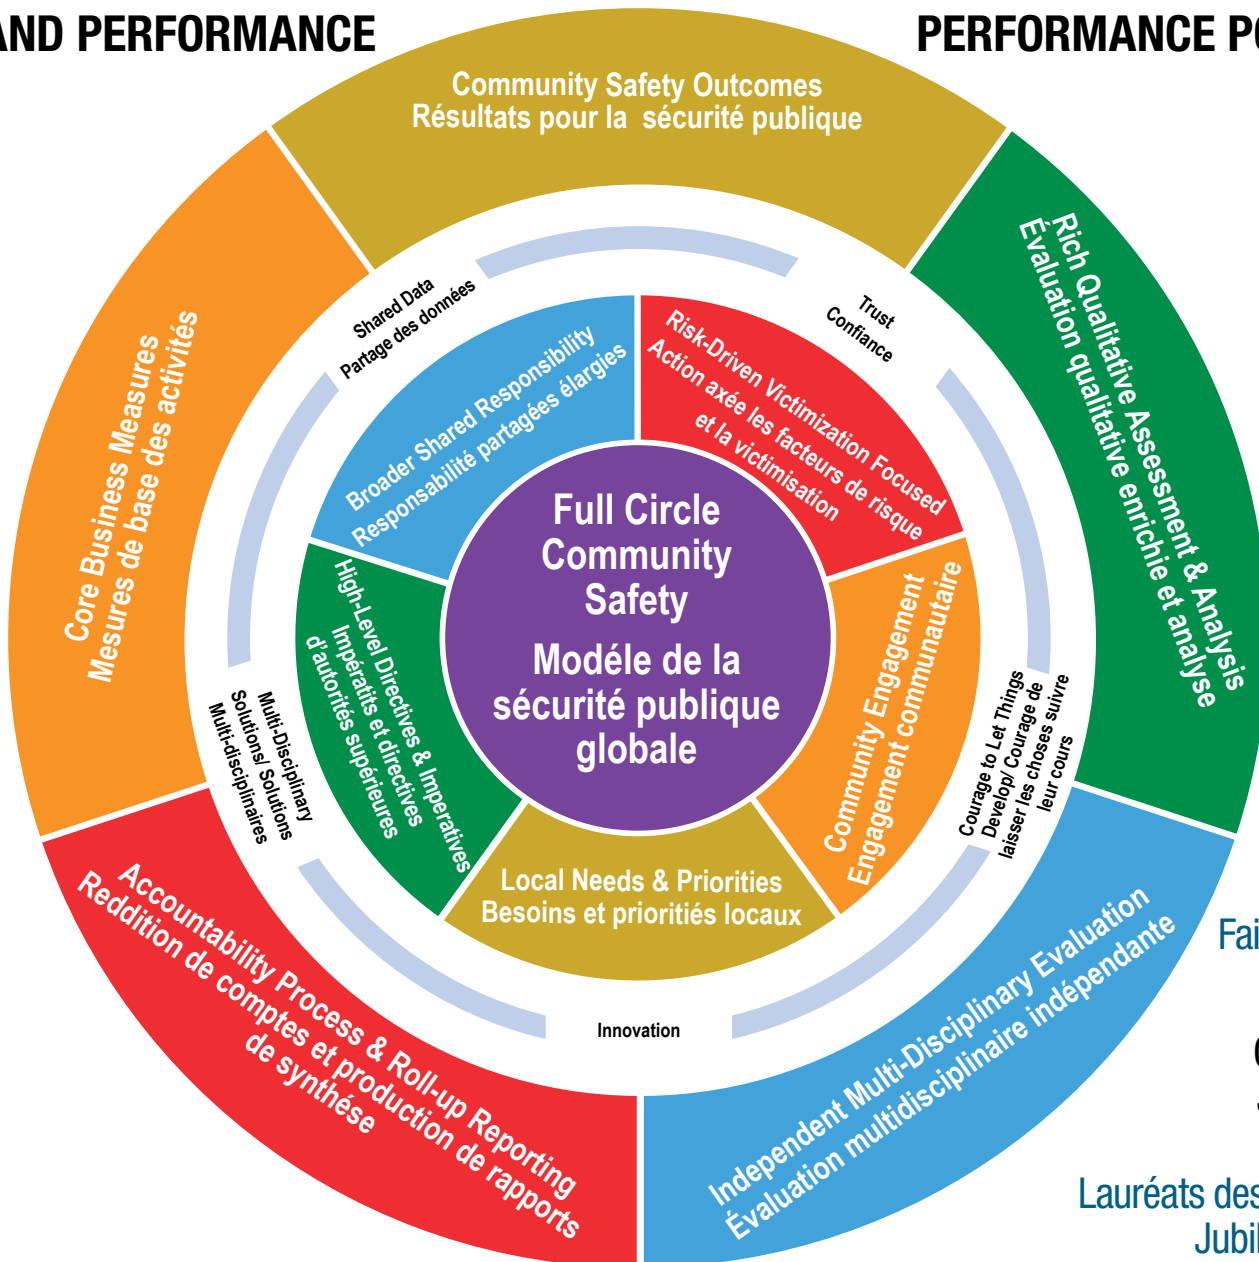 AND PERFORMANCE
PERFORMANCE PO
Community Safety Outcomes
Résultats pour la sécurité publique
Rich Qualitative Assessment & Analysis
Évaluation qualitative enrichie et analyse
Independent Multi-Disciplinary Evaluation
Évaluation multidisciplinaire indépendante
Accountability Process & Roll-up Reporting
Reddition de comptes et production de rapports
de synthése
Core Business Measures
Mesures de base des activités
Shared Data
Partage des données
Trust
Confiance
Courage to Let Things
Develop/ Courage de
laisser les choses suivre
leur cours
Innovation
Multi-Disciplinary
Solutions/ Solutions
Multi-disciplinaires
Broader Shared Responsibility
Responsabilité partagées élargies
Risk-Driven Victimization Focused
Action axée les facteurs de risque
et la victimisation
Community Engagement
Engagement communautaire
Local Needs & Priorities
Besoins et prioritiés locaux
High-Level Directives & Imperatives
Impératifs et directives
d'autorités supérieures
Full Circle
Community
Safety
Modéle de la
sécurité publique
globale
Fai
Lauréats des
Jubil